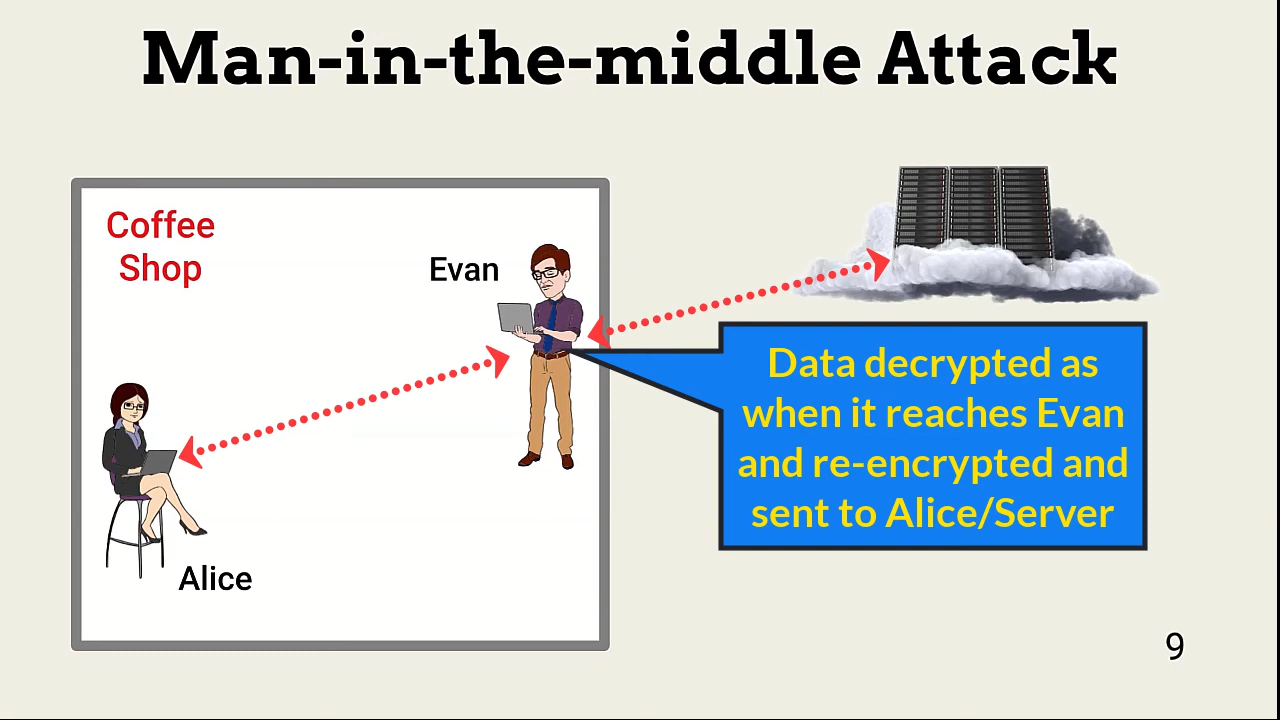 Man-in-the-middle Attack
Coffee
Shop
Evan
Alice
Data decrypted as
when it reaches Evan
and re-encrypted and
sent to Alice/Server
9